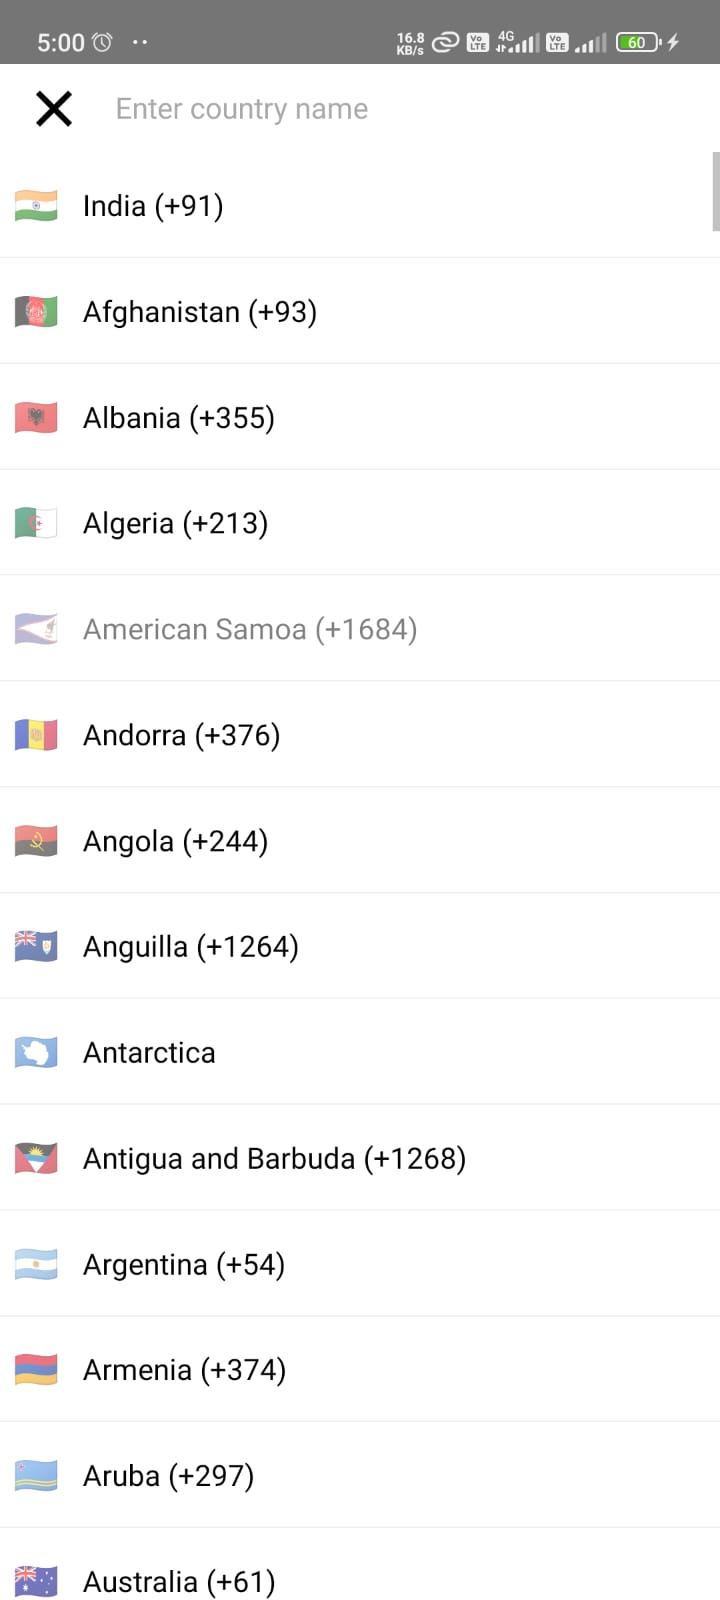 5:00
16.8 KB/s Vo LTE 4G Vo LTE 60
Enter country name
India (+91)
Afghanistan (+93)
Albania (+355)
Algeria (+213)
American Samoa (+1684)
Andorra (+376)
Angola (+244)
Anguilla (+1264)
Antarctica
Antigua and Barbuda (+1268)
Argentina (+54)
Armenia (+374)
Aruba (+297)
Australia (+61)